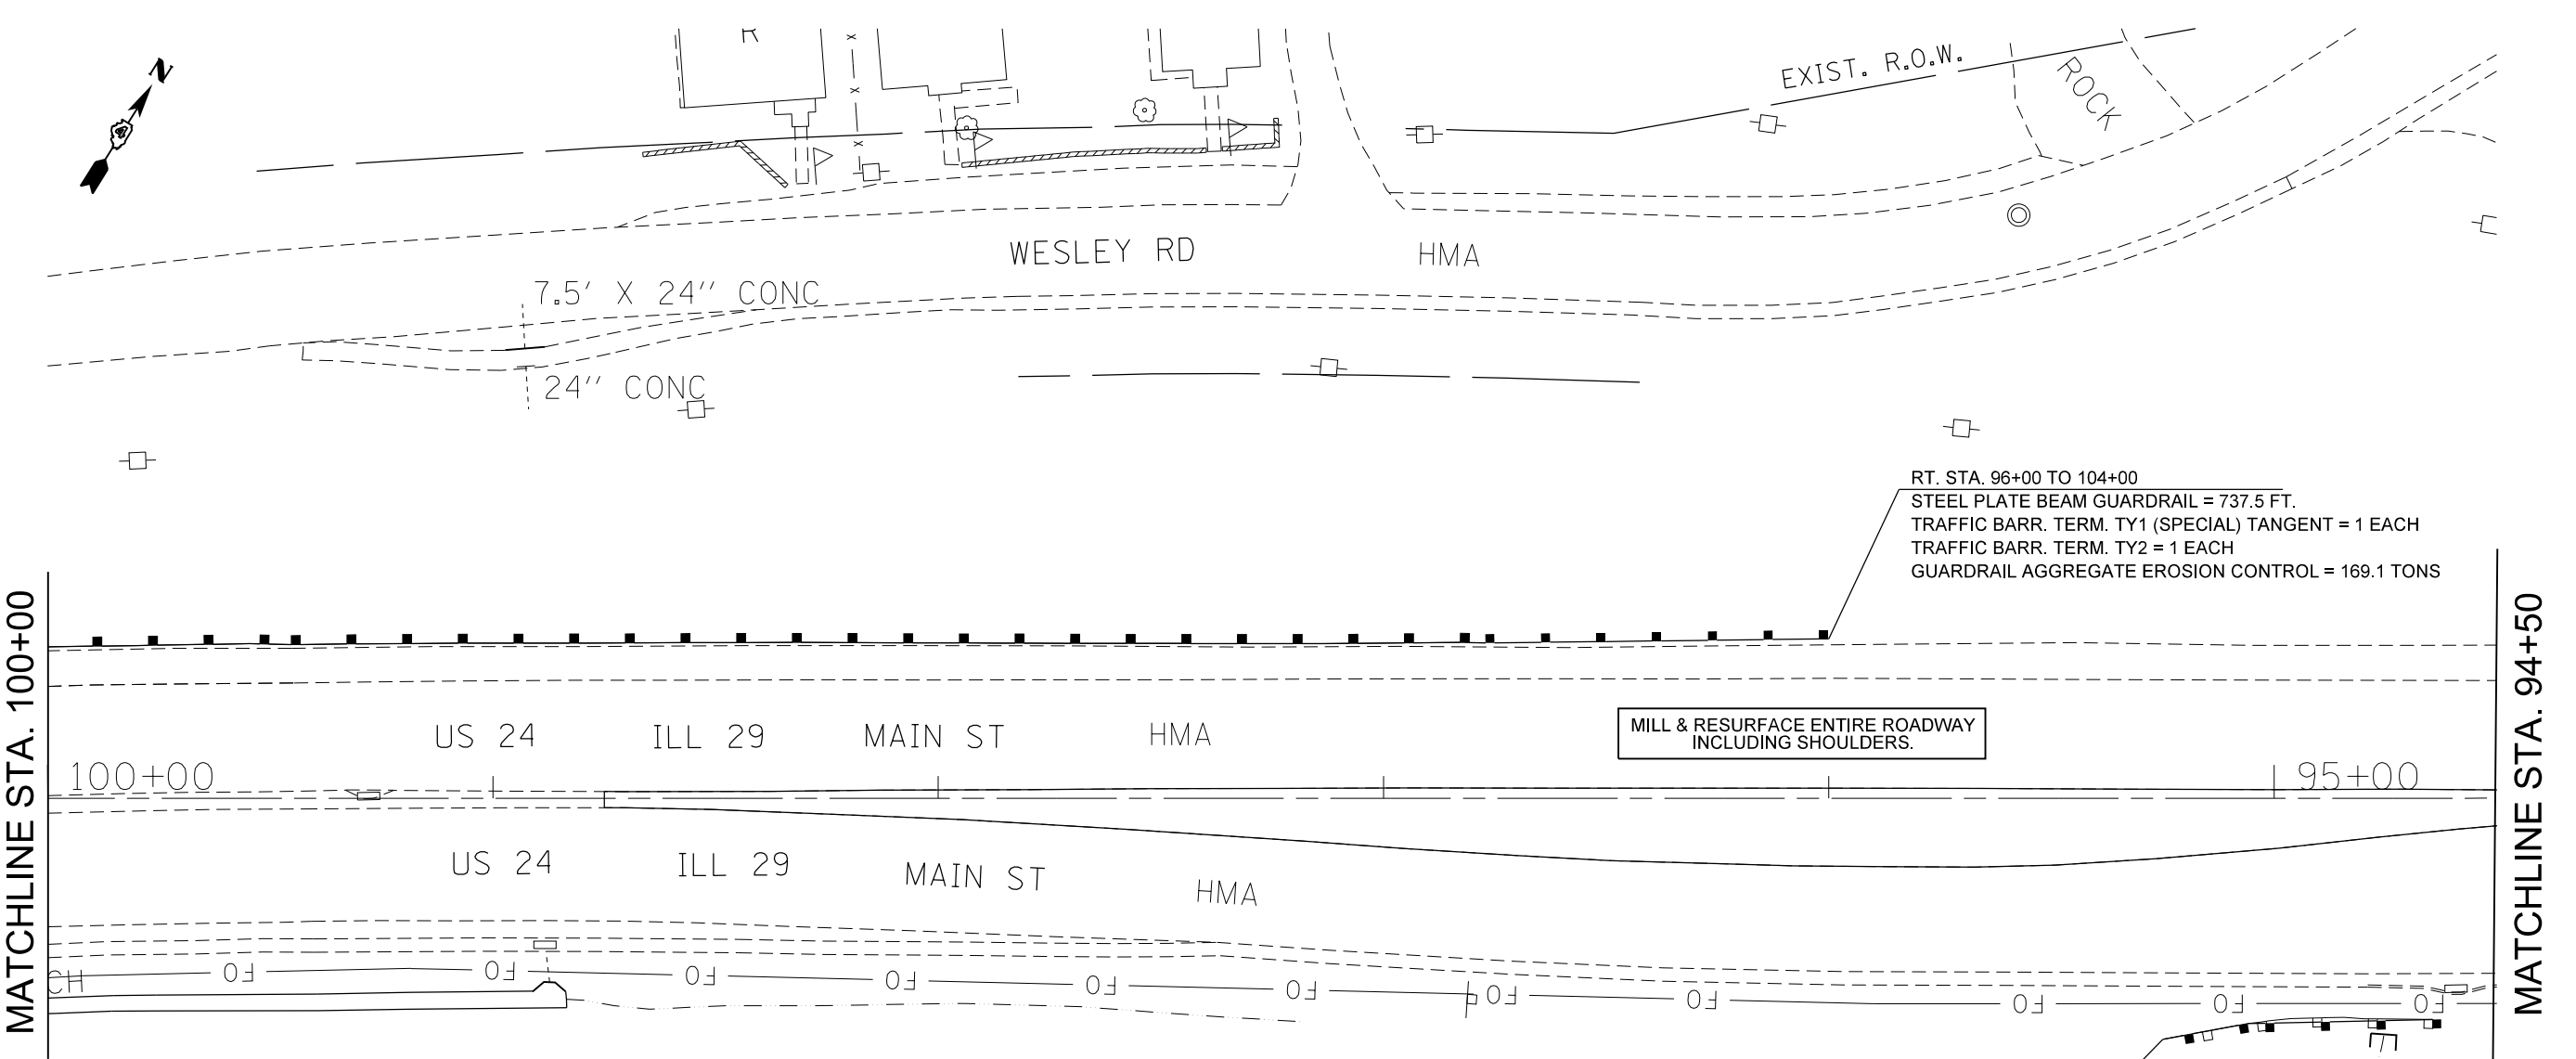 R
N
EXIST. R.O.W.
ROCK
WESLEY RD
HMA
7.5' X 24'' CONC
24'' CONC
RT. STA. 96+00 TO 104+00
STEEL PLATE BEAM GUARDRAIL = 737.5 FT.
TRAFFIC BARR. TERM. TY1 (SPECIAL) TANGENT = 1 EACH
TRAFFIC BARR. TERM. TY2 = 1 EACH
GUARDRAIL AGGREGATE EROSION CONTROL = 169.1 TONS
MATCHLINE STA. 100+00
MATCHLINE STA. 94+50
US 24 ILL 29 MAIN ST HMA
MILL & RESURFACE ENTIRE ROADWAY
INCLUDING SHOULDERS.
100+00
95+00
US 24 ILL 29 MAIN ST HMA
CH
FO FO FO FO FO FO FO FO FO FO FO